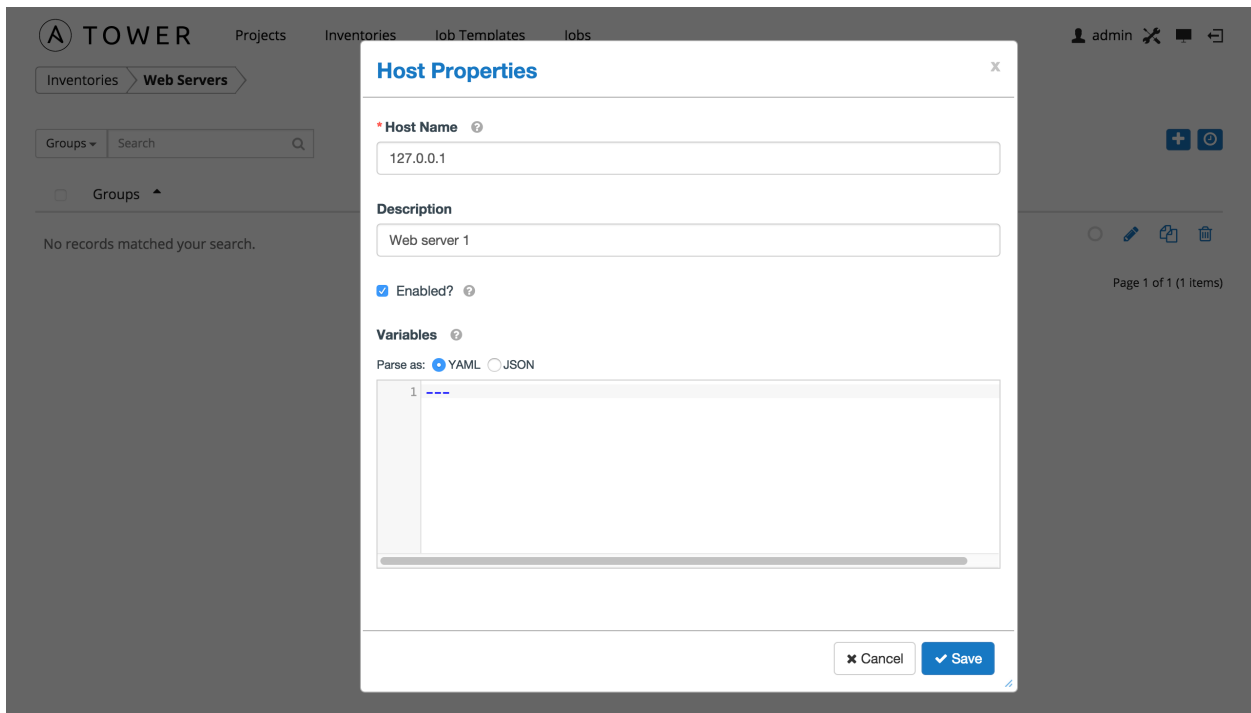 TOWER Projects Inventories Job Templates Jobs admin
Inventories Web Servers
Groups Search
Groups
No records matched your search.
Page 1 of 1 (1 items)
Host Properties x
* Host Name ?
127.0.0.1
Description
Web server 1
Enabled? ?
Variables ?
Parse as: YAML JSON
1 ---
Cancel Save